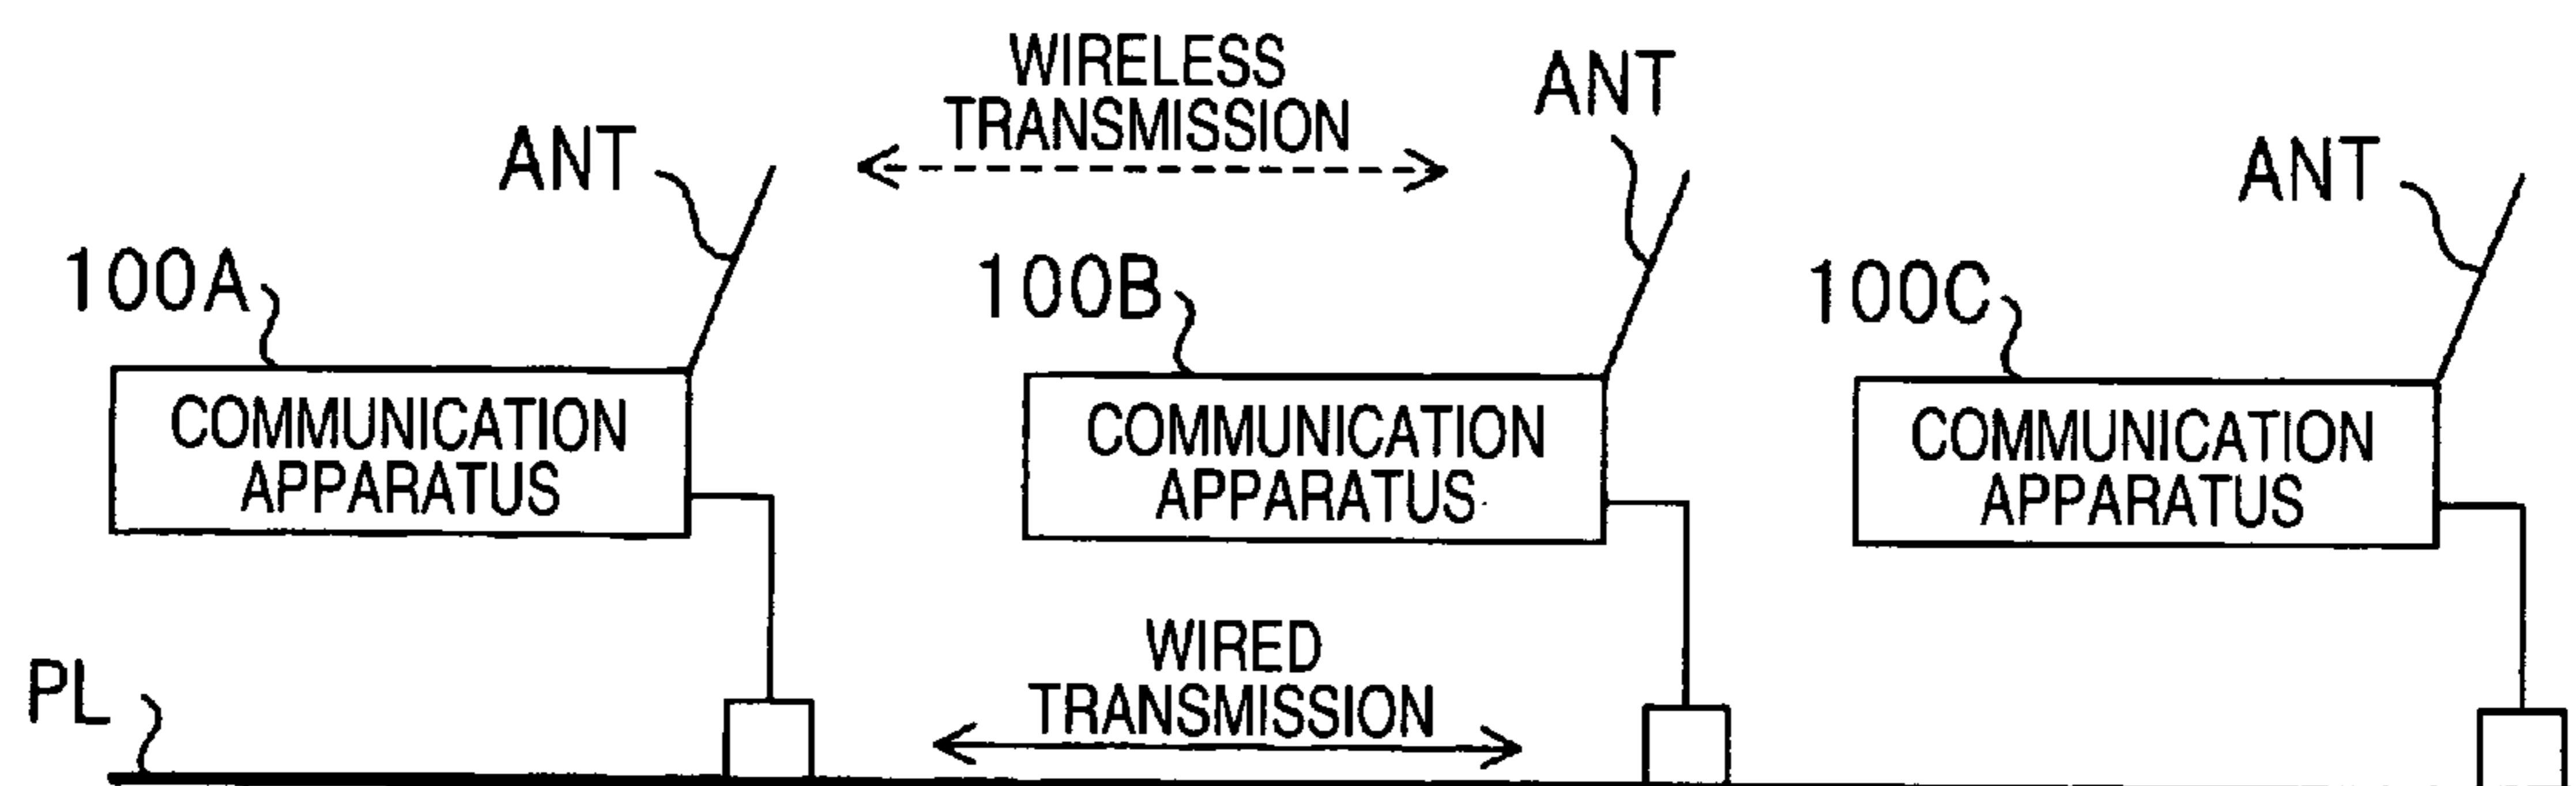 WIRELESS
TRANSMISSION
ANT
ANT
ANT
100A
100B
100C
COMMUNICATION
APPARATUS
COMMUNICATION
APPARATUS
COMMUNICATION
APPARATUS
WIRED
TRANSMISSION
PL